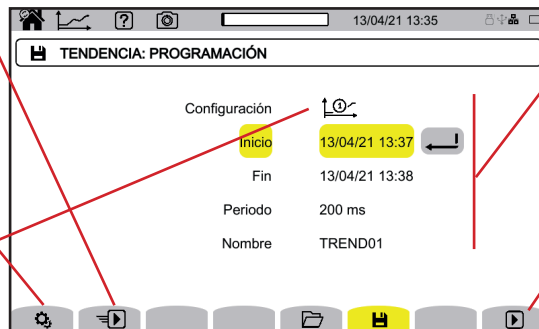 13/04/21 13:35
TENDENCIA: PROGRAMACIÓN
Configuración 1
Inicio 13/04/21 13:37
Fin 13/04/21 13:38
Periodo 200 ms
Nombre TREND01